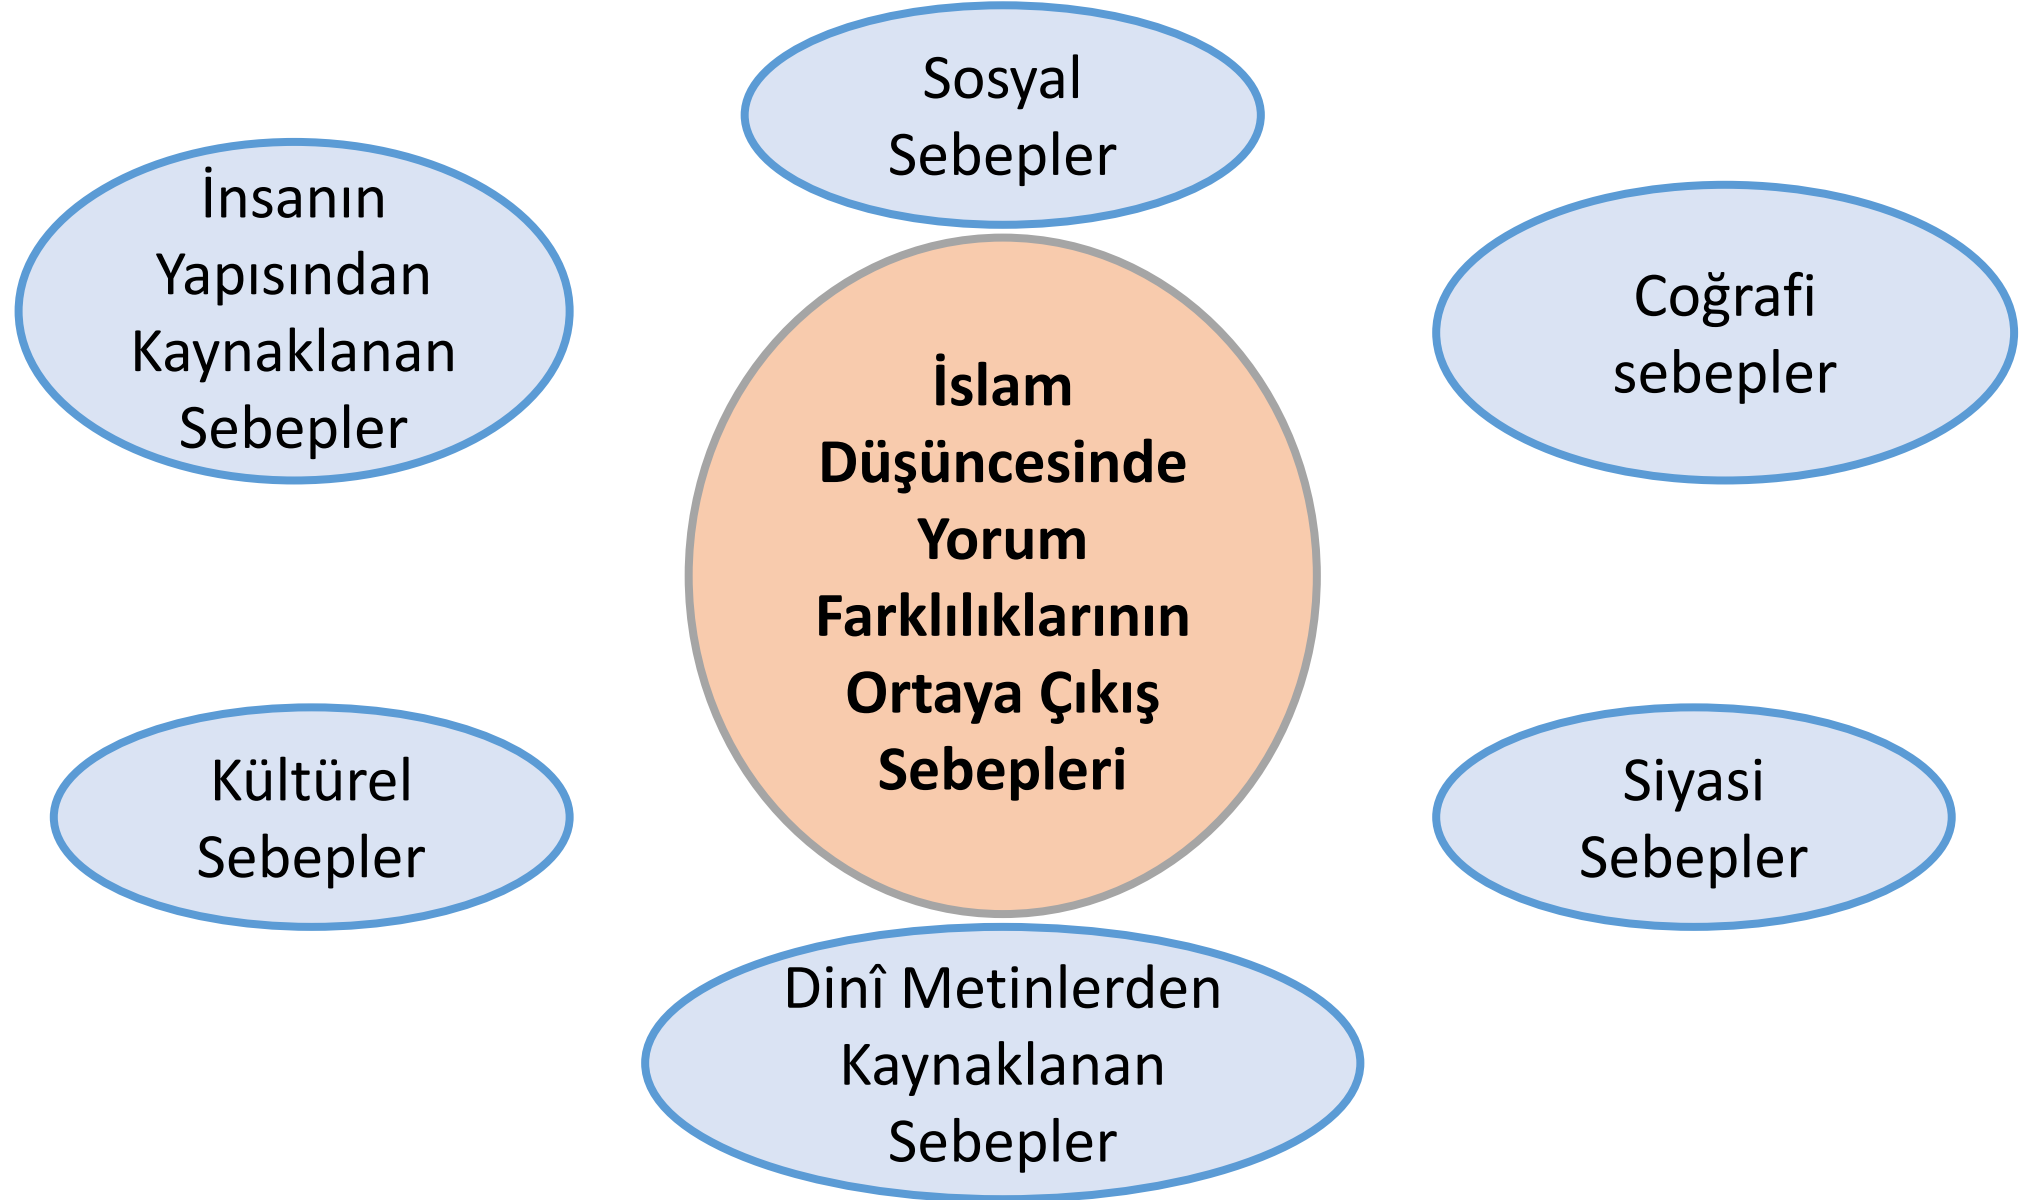 Sosyal
Sebepler
İnsanın
Yapısından
Kaynaklanan
Sebepler
Coğrafi
sebepler
İslam
Düşüncesinde
Yorum
Farklılıklarının
Ortaya Çıkış
Sebepleri
Kültürel
Sebepler
Siyasi
Sebepler
Dinî Metinlerden
Kaynaklanan
Sebepler